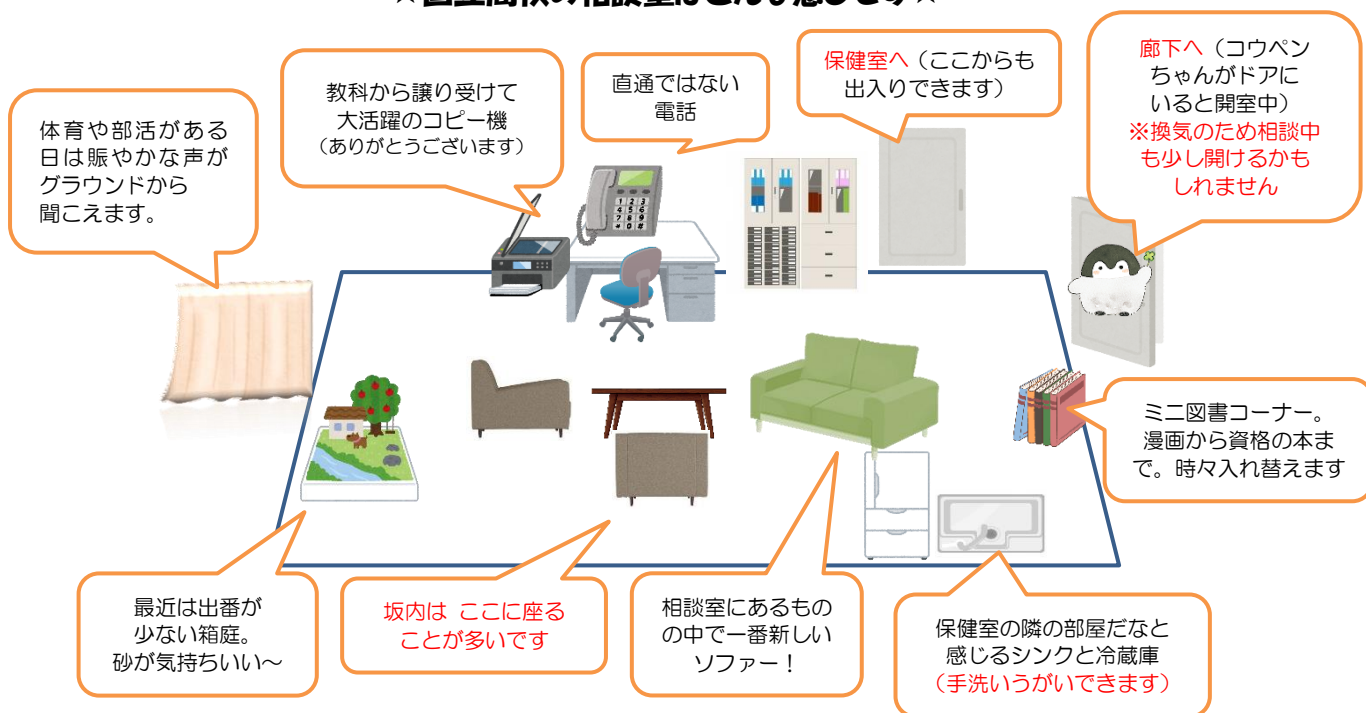 体育や部活がある
日は賑やかな声が
グラウンドから
聞こえます。
教科から譲り受けて
大活躍のコピー機
（ありがとうございます）
直通ではない
電話
保健室へ（ここからも
出入りできます）
廊下へ（コウペン
ちゃんがドアに
いると開室中）
※換気のため相談中
も少し開けるかも
しれません
ミニ図書コーナー。
漫画から資格の本ま
で。時々入れ替えます
最近は出番が
少ない箱庭。
砂が気持ちいい～
坂内は ここに座る
ことが多いです
相談室にあるもの
の中で一番新しい
ソファー！
保健室の隣の部屋だなと
感じるシンクと冷蔵庫
（手洗いうがいできます）